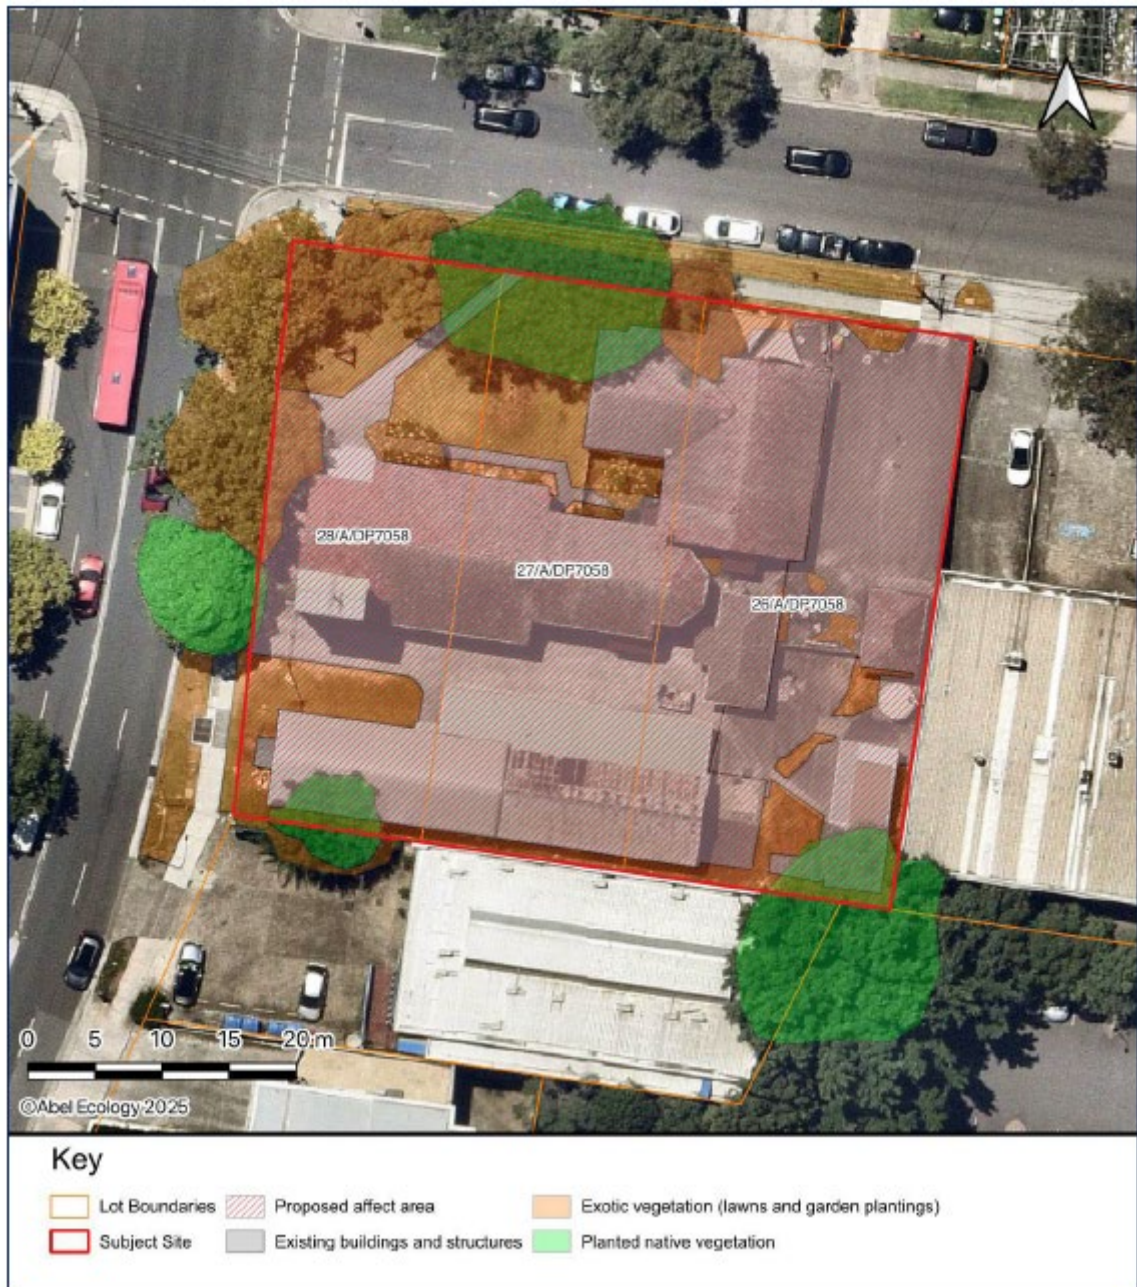 28/A/DP7058
27/A/DP7058
26/A/DP7058
0 5 10 15 20 m
©Abel Ecology 2025
Key
Lot Boundaries Proposed affect area Exotic vegetation (lawns and garden plantings)
Subject Site Existing buildings and structures Planted native vegetation